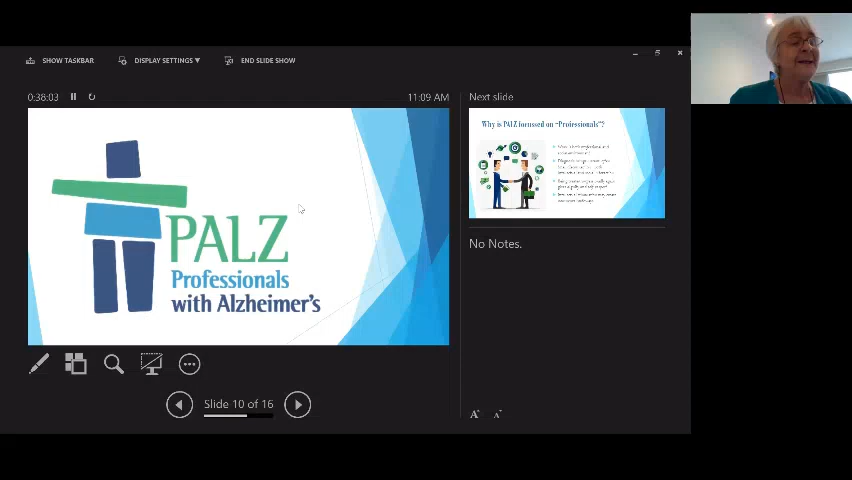 SHOW TASKBAR
DISPLAY SETTINGS ▼
END SLIDE SHOW
0:38:03
11:09 AM
PALZ
Professionals
with Alzheimer's
Slide 10 of 16
Next slide
Why is PALZ focussed on "Professionals"?
No Notes.
A
A